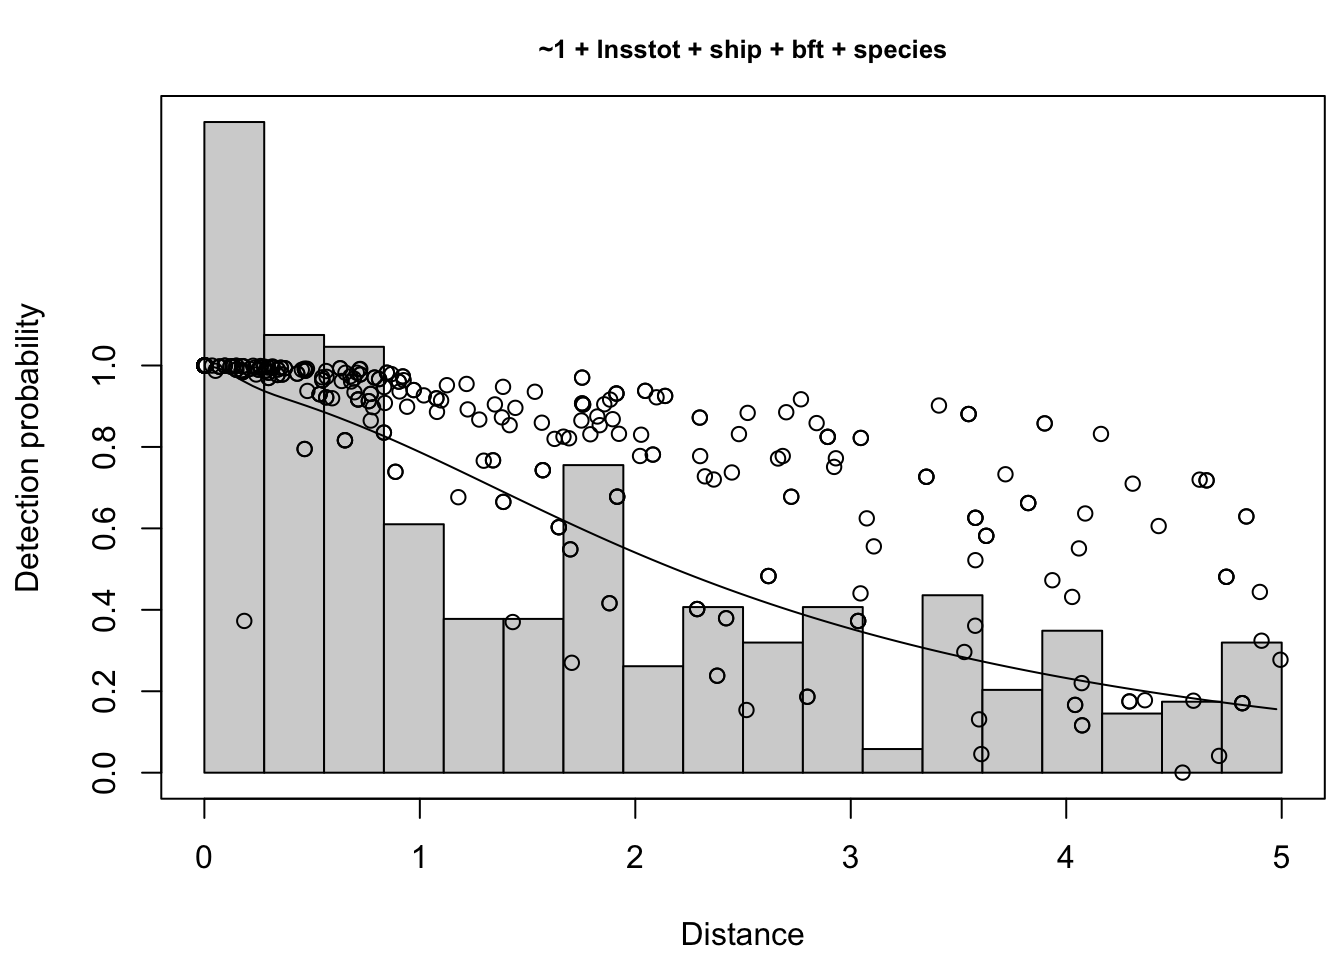 ~1 + lnsstot + ship + bft + species
Detection probability
1.0
0.8
0.6
0.4
0.2
0.0
0 1 2 3 4 5
Distance